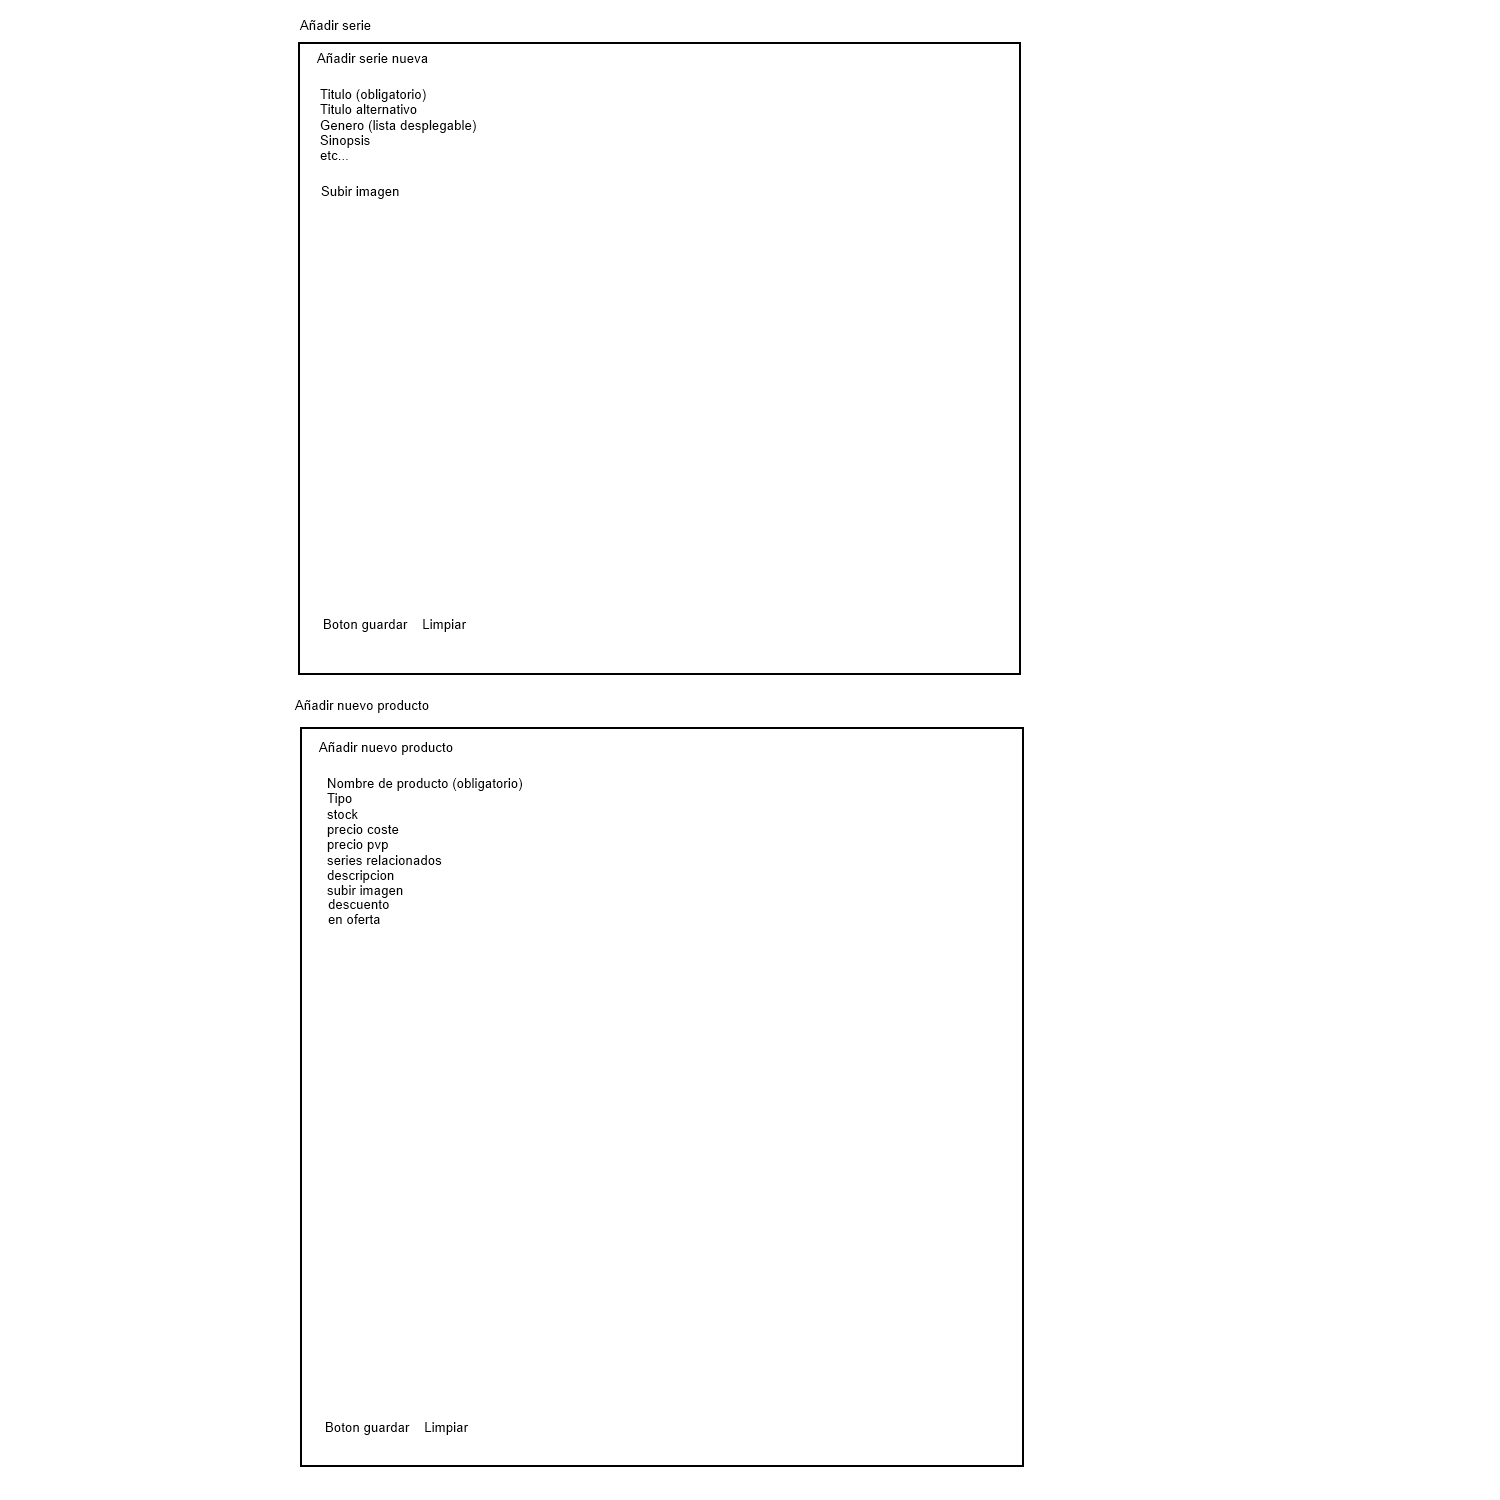 Añadir serie
Añadir serie nueva
Titulo (obligatorio)
Titulo alternativo
Genero (lista desplegable)
Sinopsis
etc...
Subir imagen
Boton guardar Limpiar
Añadir nuevo producto
Añadir nuevo producto
Nombre de producto (obligatorio)
Tipo
stock
precio coste
precio pvp
series relacionados
descripcion
subir imagen
descuento
en oferta
Boton guardar Limpiar